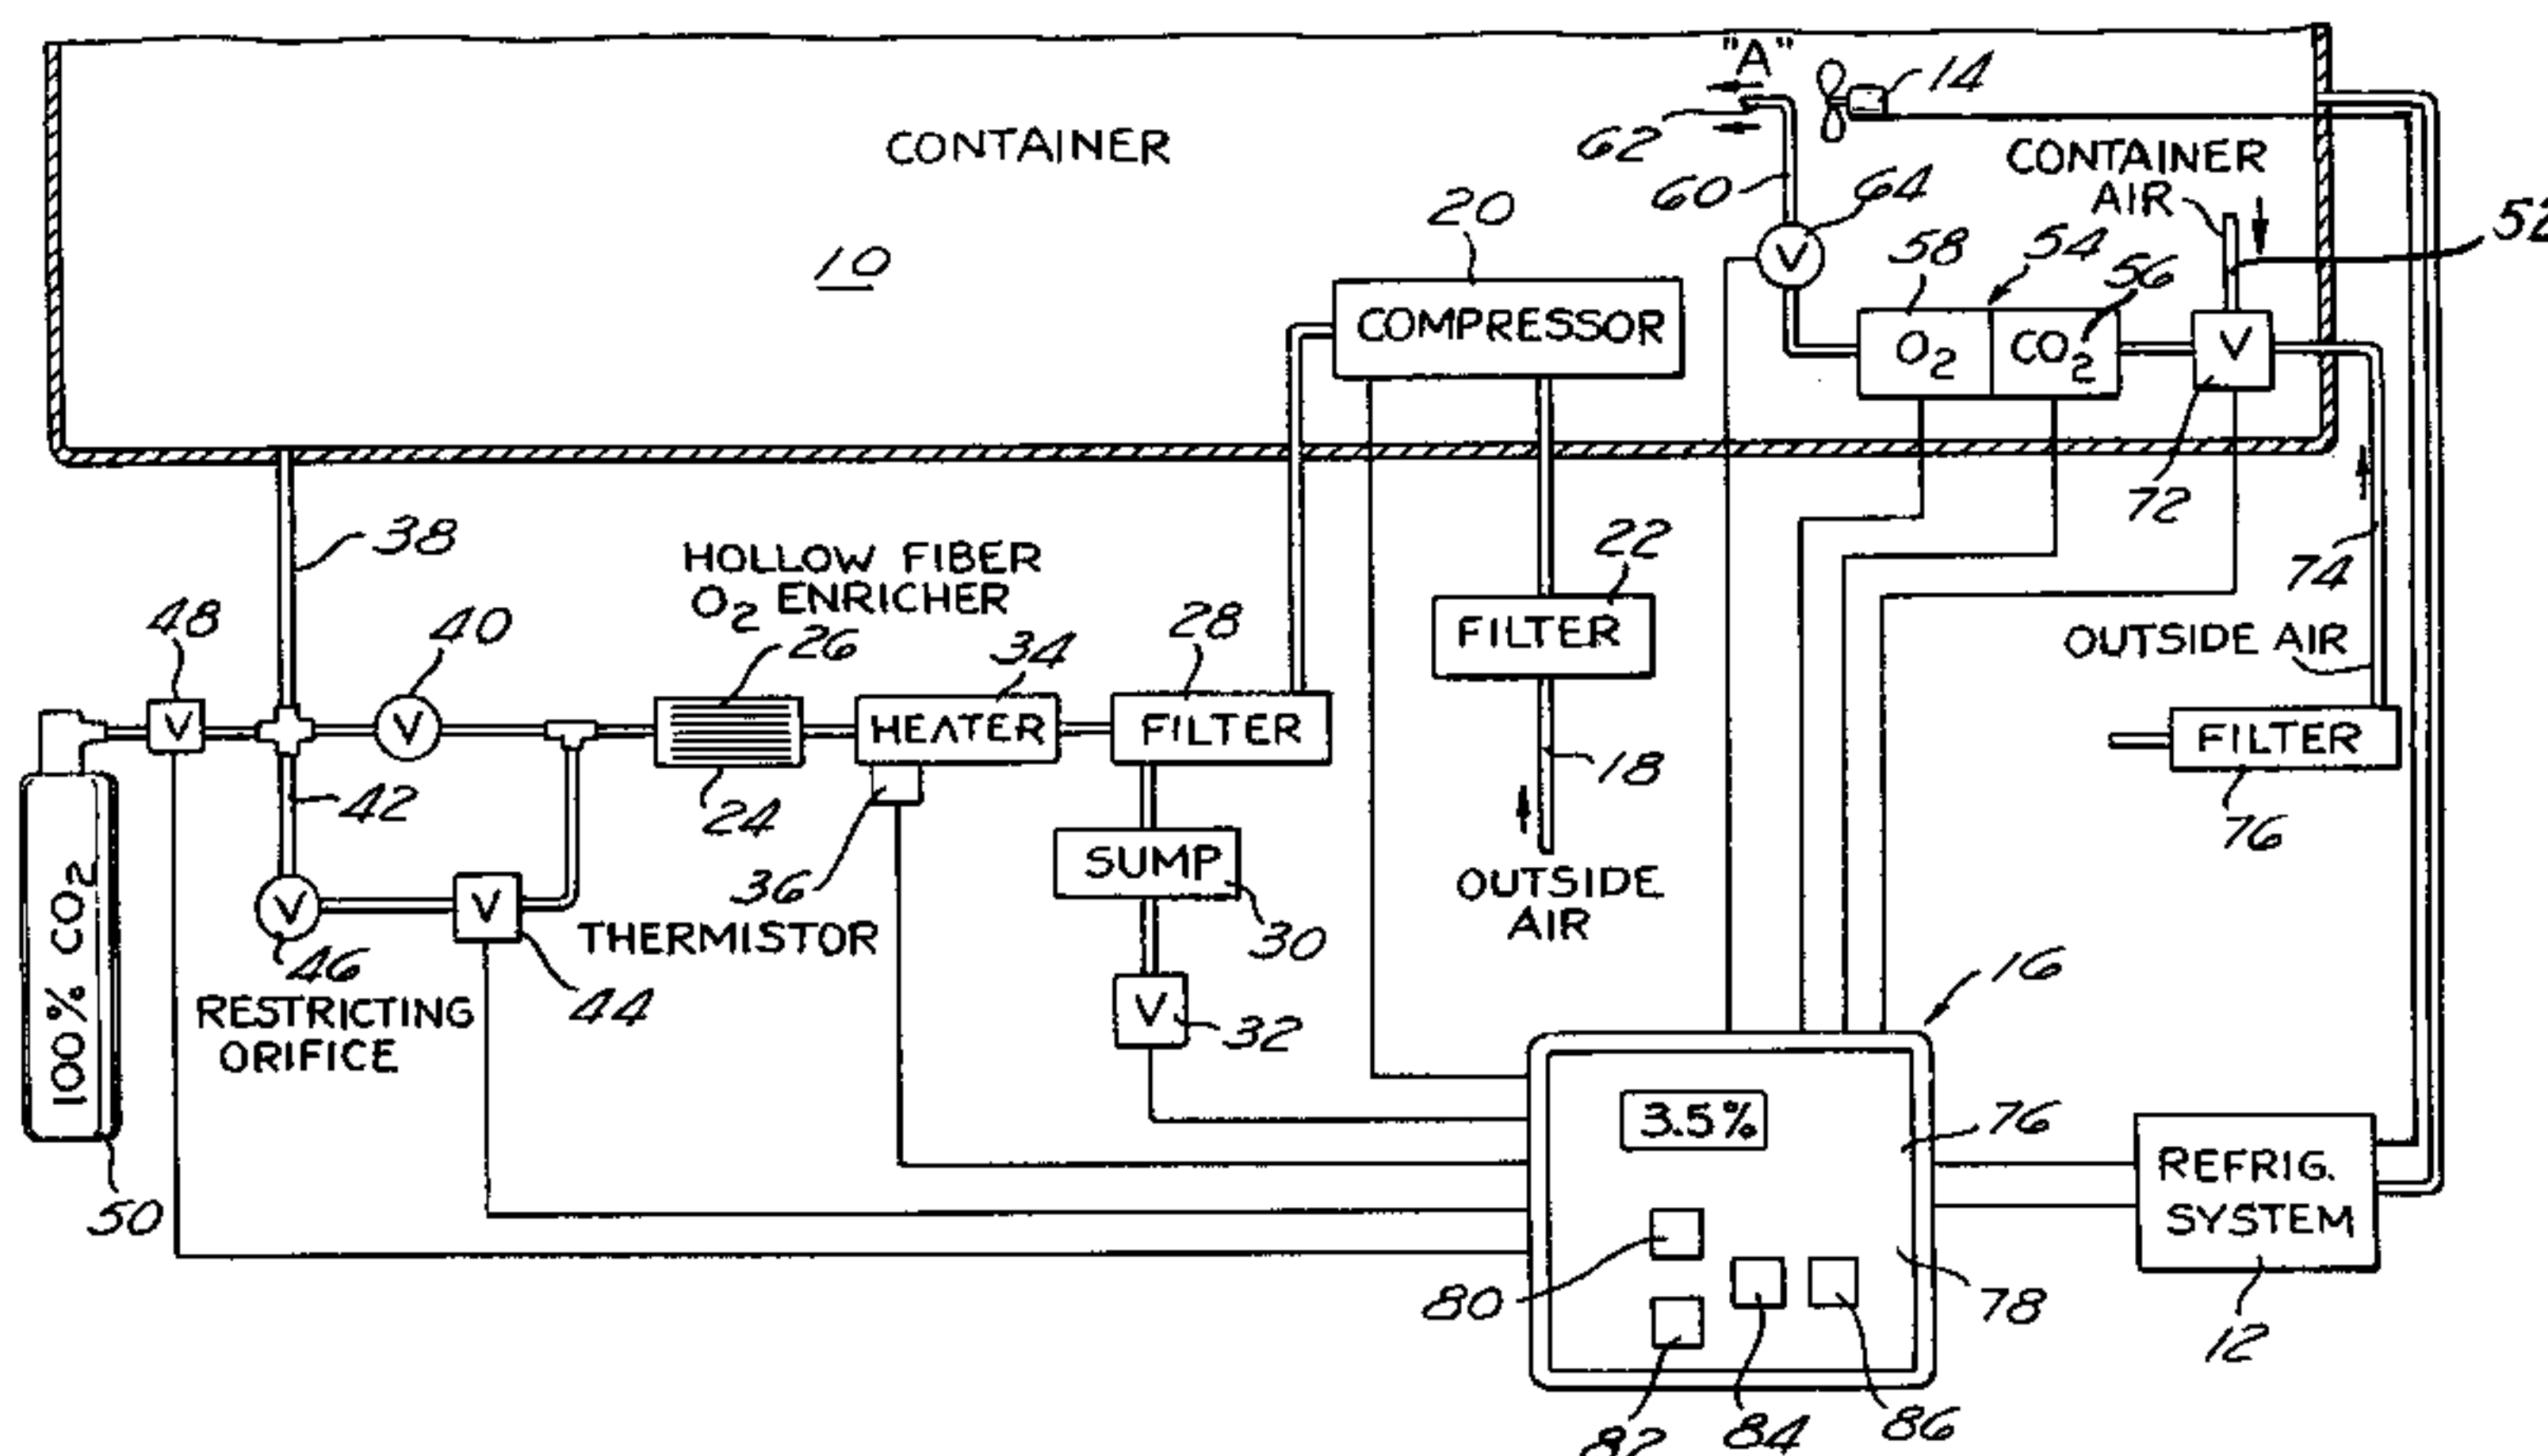 "A"
14
CONTAINER
62
CONTAINER
AIR
60
64
20
52
58
54
56
10
V
COMPRESSOR
O2
CO2
V
72
38
HOLLOW FIBER
O2 ENRICHER
22
74
48
40
26
34
28
FILTER
OUTSIDE AIR
V
V
HEATER
FILTER
18
FILTER
42
24
76
SUMP
36
OUTSIDE
AIR
100% CO2
V
V
THERMISTOR
30
46
16
RESTRICTING
ORIFICE
44
V
32
3.5%
76
REFRIG.
SYSTEM
50
80
78
12
82
84
86